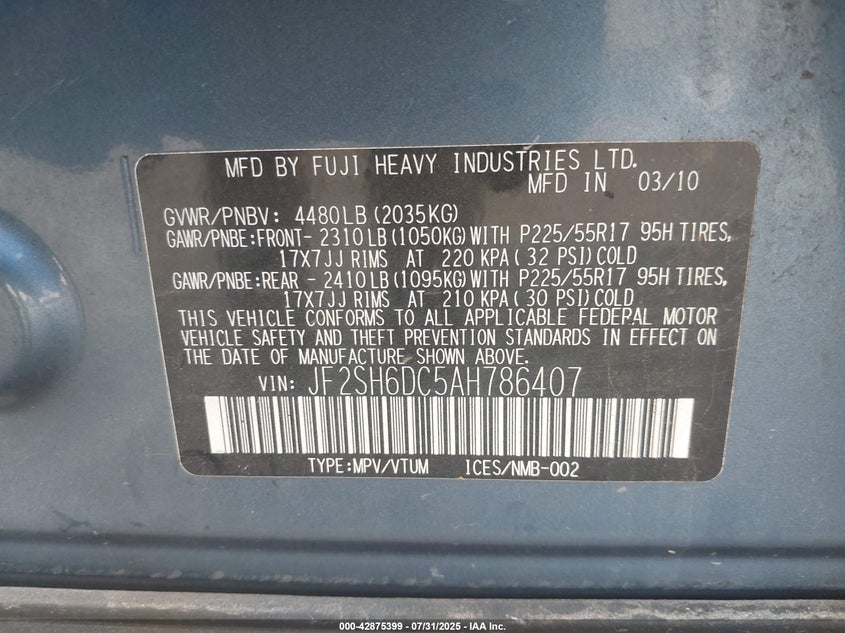 MFD BY FUJI HEAVY INDUSTRIES LTD.
MFD IN 03/10
GVWR/PNBV: 4480LB(2035KG)
GAWR/PNBE:FRONT- 2310LB(1050KG)WITH P225/55R17 95H TIRES,
17X7JJ RIMS AT 220 KPA( 32 PSI)COLD
GAWR/PNBE:REAR - 2410LB(1095KG)WITH P225/55R17 95H TIRES,
17X7JJ RIMS AT 210 KPA( 30 PSI)COLD
THIS VEHICLE CONFORMS TO ALL APPLICABLE FEDERAL MOTOR
VEHICLE SAFETY AND THEFT PREVENTION STANDARDS IN EFFECT ON
THE DATE OF MANUFACTURE SHOWN ABOVE.
VIN: JF2SH6DC5AH786407
TYPE:MPV/VTUM ICES/NMB-002
000-42875399 - 07/31/2025 - IAA Inc.